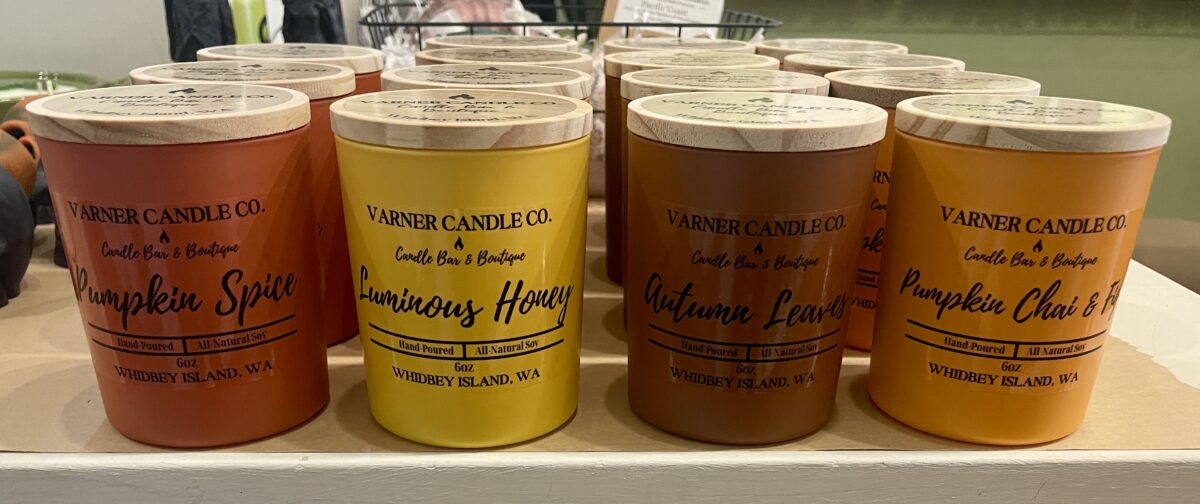 VARNER CANDLE CO.
Candle Bar & Boutique
Pumpkin Spice
Hand-Poured | All-Natural Soy
6oz
WHIDBEY ISLAND, WA
VARNER CANDLE CO.
Candle Bar & Boutique
Luminous Honey
Hand-Poured | All-Natural Soy
6oz
WHIDBEY ISLAND, WA
VARNER CANDLE CO.
Candle Bar & Boutique
Autumn Leaves
Hand-Poured | All-Natural Soy
6oz
WHIDBEY ISLAND, WA
VARNER CANDLE CO.
Candle Bar & Boutique
Pumpkin Chai &
Hand-Poured | All-Natural Soy
6oz
WHIDBEY ISLAND, WA